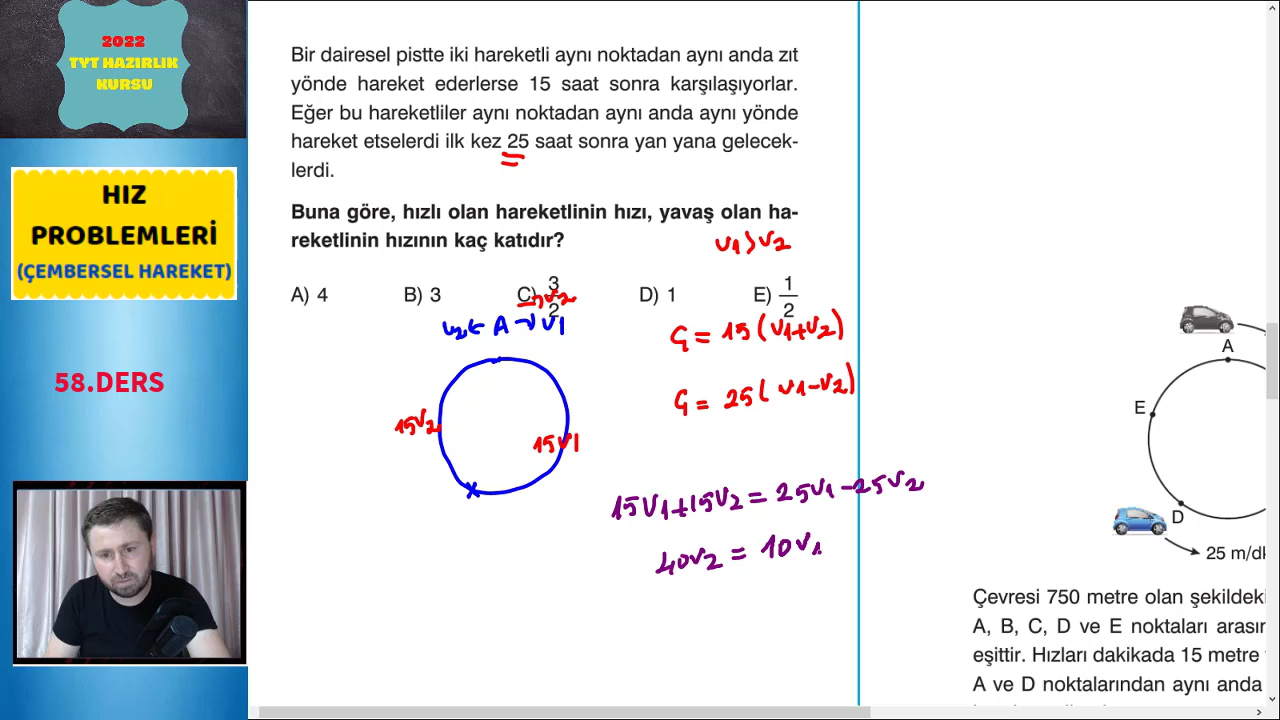 2022
TYT HAZIRLIK
KURSU
HIZ
PROBLEMLERİ
(ÇEMBERSEL HAREKET)
58.DERS
Bir dairesel pistte iki hareketli aynı noktadan aynı anda zıt
yönde hareket ederlerse 15 saat sonra karşılaşıyorlar.
Eğer bu hareketliler aynı noktadan aynı anda aynı yönde
hareket etselerdi ilk kez 25 saat sonra yan yana gelecek-
lerdi.
Buna göre, hızlı olan hareketlinin hızı, yavaş olan ha-
reketlinin hızının kaç katıdır?
V1 > V2
A) 4 B) 3 C) 3/2 D) 1 E) 1/2
→ V2
V2 ← A → V1
15V2
15V1
x
Ç = 15 (V1+V2)
Ç = 25 (V1-V2)
15V1+15V2 = 25V1-25V2
40V2 = 10V1
A
E
D
25 m/dk
Çevresi 750 metre olan şekildeki
A, B, C, D ve E noktaları arasın
eşittir. Hızları dakikada 15 metre
A ve D noktalarından aynı anda